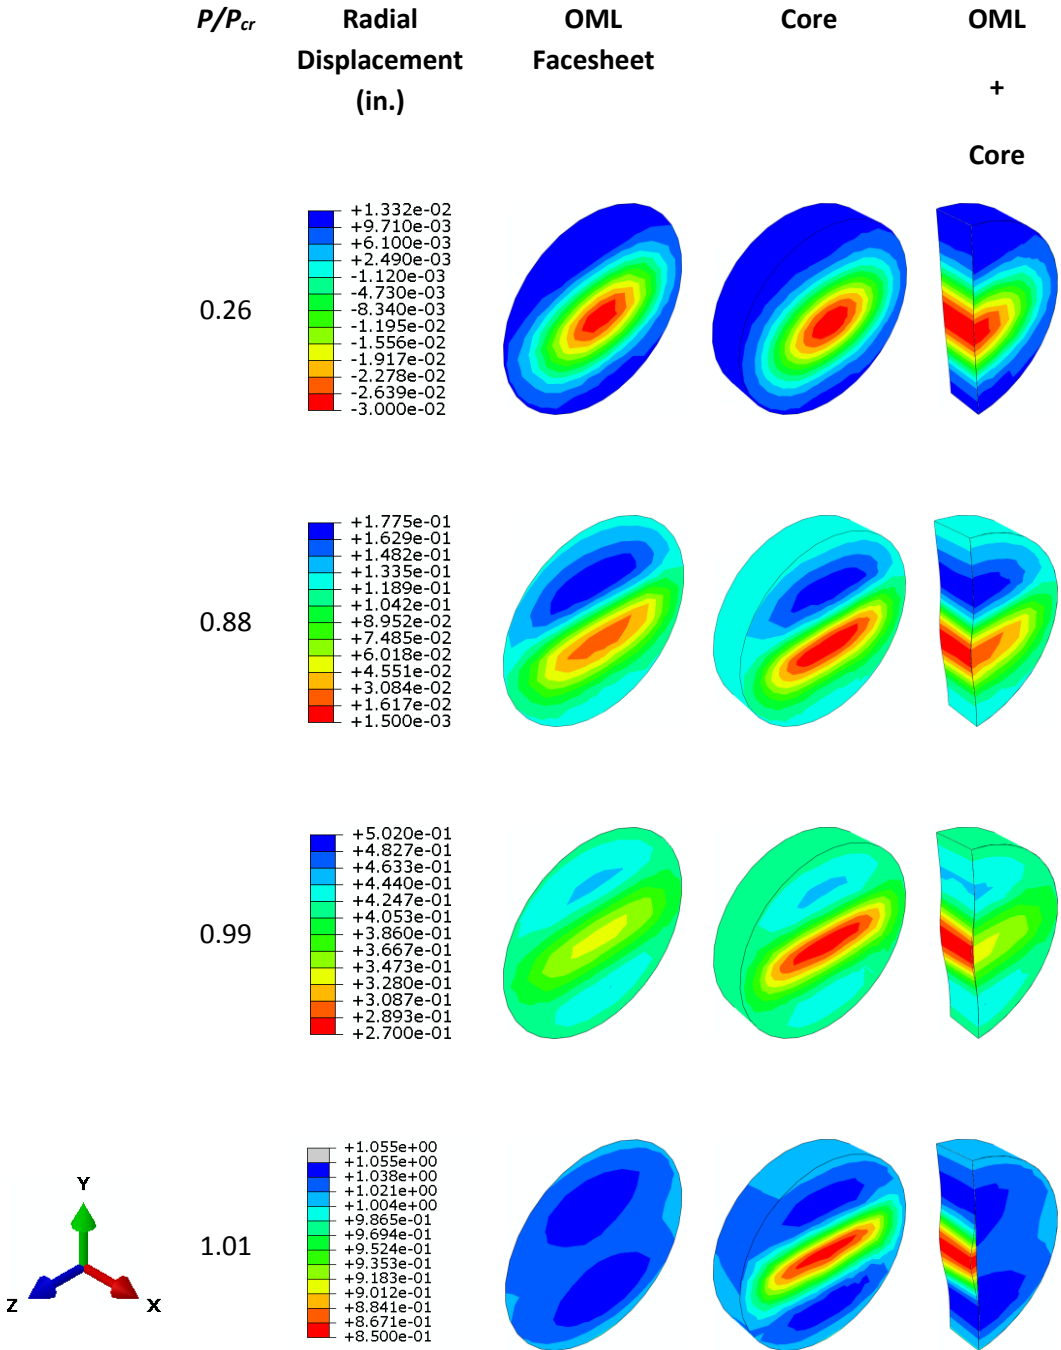 P/Pcr Radial OML Core OML
Displacement Facesheet
(in.)
+
Core
+1.332e-02
+9.710e-03
+6.100e-03
+2.490e-03
-1.120e-03
-4.730e-03
-8.340e-03
-1.195e-02
-1.556e-02
-1.917e-02
-2.278e-02
-2.639e-02
-3.000e-02
0.26
+1.775e-01
+1.629e-01
+1.482e-01
+1.335e-01
+1.189e-01
+1.042e-01
+8.952e-02
+7.485e-02
+6.018e-02
+4.551e-02
+3.084e-02
+1.617e-02
+1.500e-03
0.88
+5.020e-01
+4.827e-01
+4.633e-01
+4.440e-01
+4.247e-01
+4.053e-01
+3.860e-01
+3.667e-01
+3.473e-01
+3.280e-01
+3.087e-01
+2.893e-01
+2.700e-01
0.99
+1.055e+00
+1.055e+00
+1.038e+00
+1.021e+00
+1.004e+00
+9.865e-01
+9.694e-01
+9.524e-01
+9.353e-01
+9.183e-01
+9.012e-01
+8.841e-01
+8.671e-01
+8.500e-01
1.01
Y
Z X